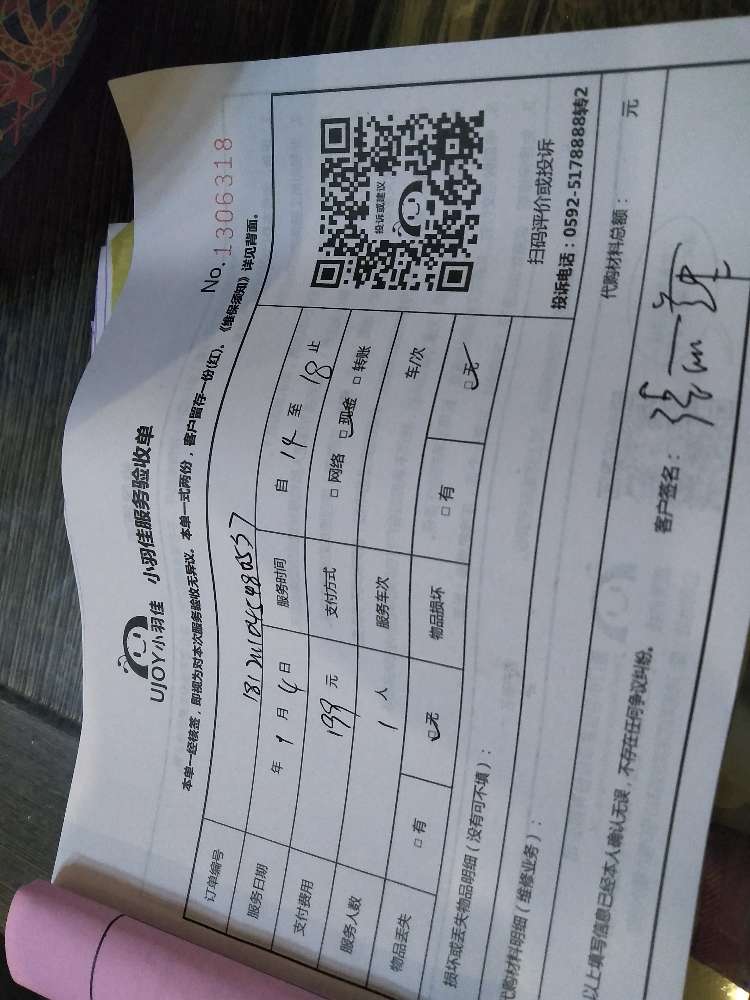 UJOY小羽佳 小羽佳服务验收单
No.1306318
本单一经核签，即视为对本次服务验收无异议。本单一式两份，客户留存一份(红)。《维保须知》详见背面。
订单编号
服务日期 年 9 月 4 日 服务时间 自 14 至 18 止
支付费用 199 元 支付方式 □ 网络 □ 现金 □ 转账
服务人数 1 人 服务车次 车/次
物品丢失 □ 有 □ 无 物品损坏 □ 有 □ 无
投诉或建议
扫码评价或投诉
投诉电话：0592-5178888转2
损坏或丢失物品明细（没有可不填）：
代购材料明细（维修业务）：
代购材料总额： 元
以上填写信息已经本人确认无误，不存在任何争议纠纷。
客户签名：